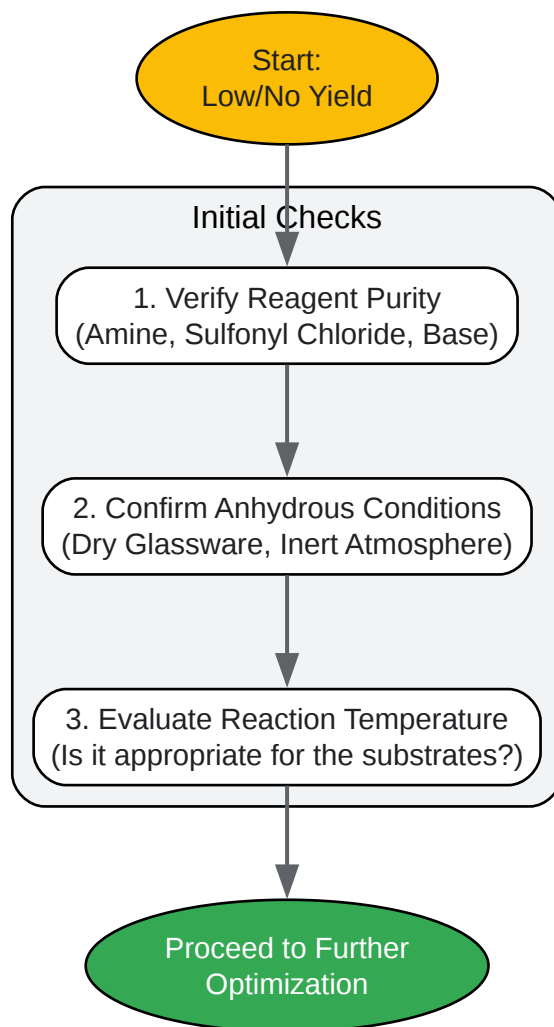 Start:
Low/No Yield
Initial Checks
1. Verify Reagent Purity
(Amine, Sulfonyl Chloride, Base)
2. Confirm Anhydrous Conditions
(Dry Glassware, Inert Atmosphere)
3. Evaluate Reaction Temperature
(Is it appropriate for the substrates?)
Proceed to Further
Optimization